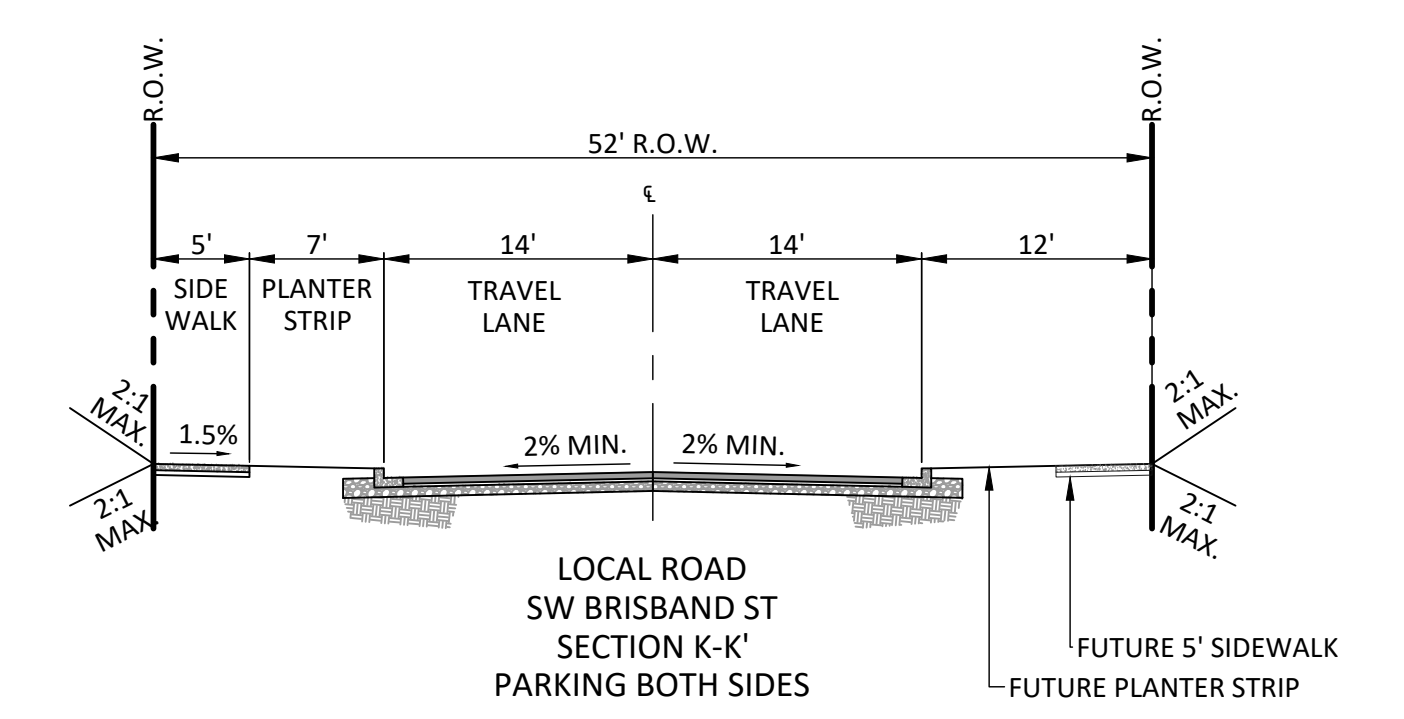 R.O.W.
R.O.W.
52' R.O.W.
℄
5'
7'
14'
14'
12'
SIDE
WALK
PLANTER
STRIP
TRAVEL
LANE
TRAVEL
LANE
2:1
MAX.
2:1
MAX.
1.5%
2% MIN.
2% MIN.
2:1
MAX.
2:1
MAX.
LOCAL ROAD
SW BRISBAND ST
SECTION K-K'
PARKING BOTH SIDES
FUTURE 5' SIDEWALK
FUTURE PLANTER STRIP